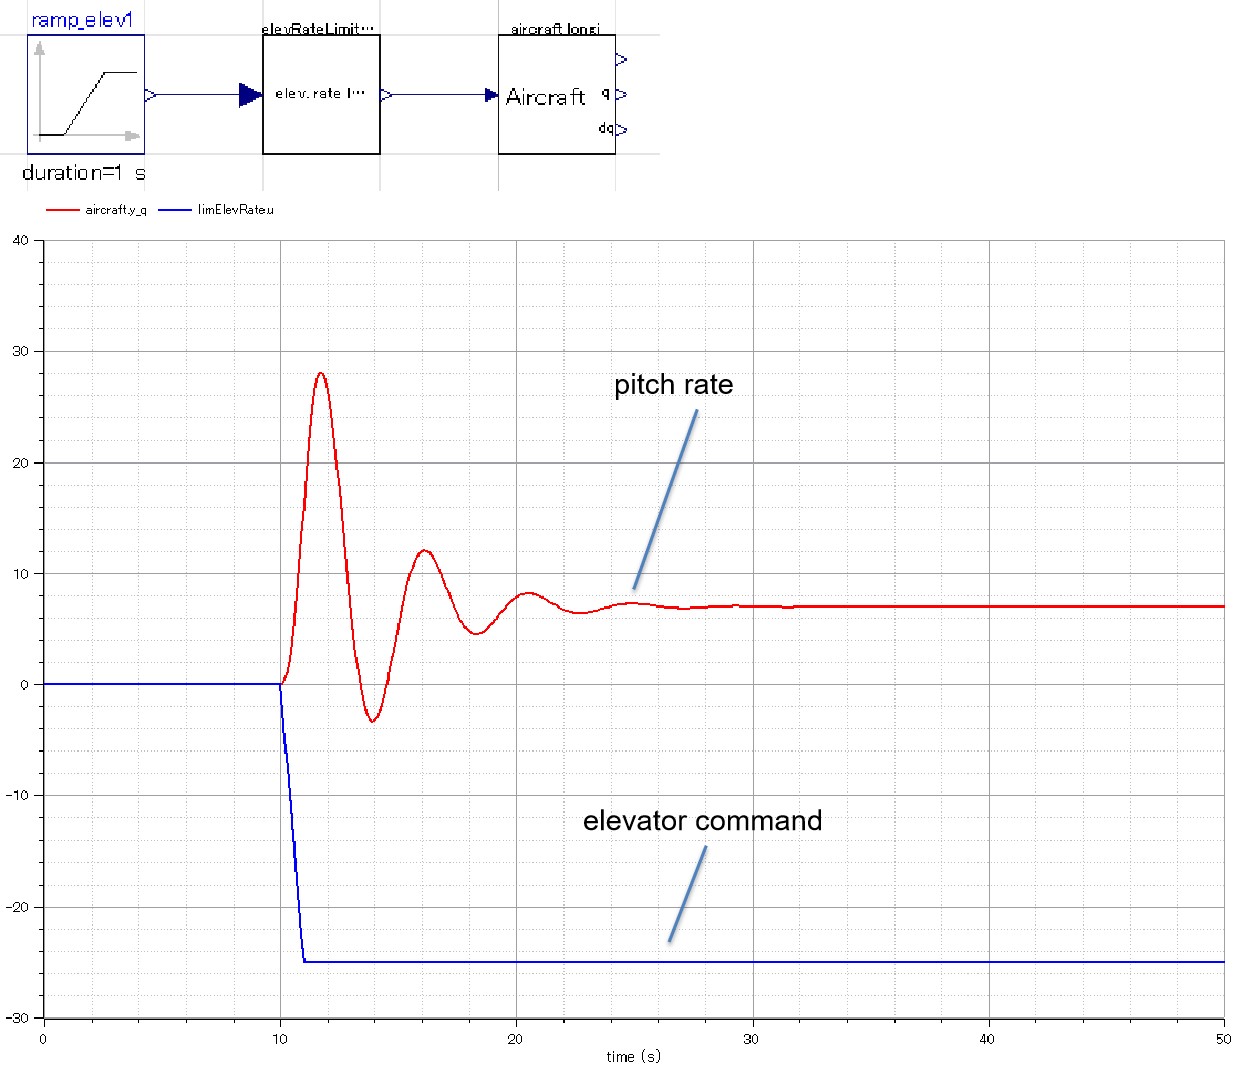 ramp_elev1
elevRateLimit...
aircraft longi
elev. rate l...
Aircraft
q
dq
duration=1 s
aircraft.y_q
limElevRate.u
40
30
pitch rate
20
10
0
-10
elevator command
-20
-30
0
10
20
30
40
50
time (s)